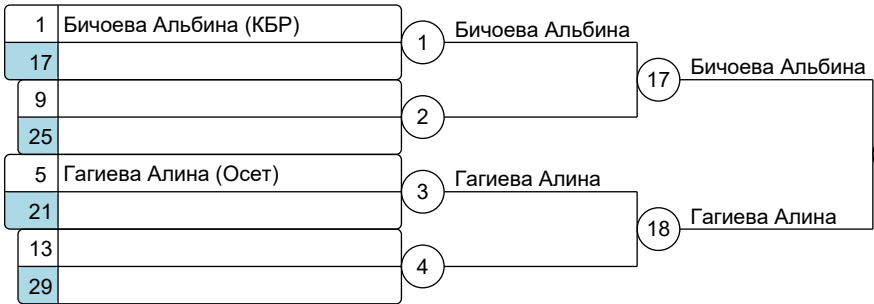 1 Бичоева Альбина (КБР)
17
9
25
5 Гагиева Алина (Осет)
21
13
29
1 Бичоева Альбина
2
3 Гагиева Алина
4
17 Бичоева Альбина
18 Гагиева Алина